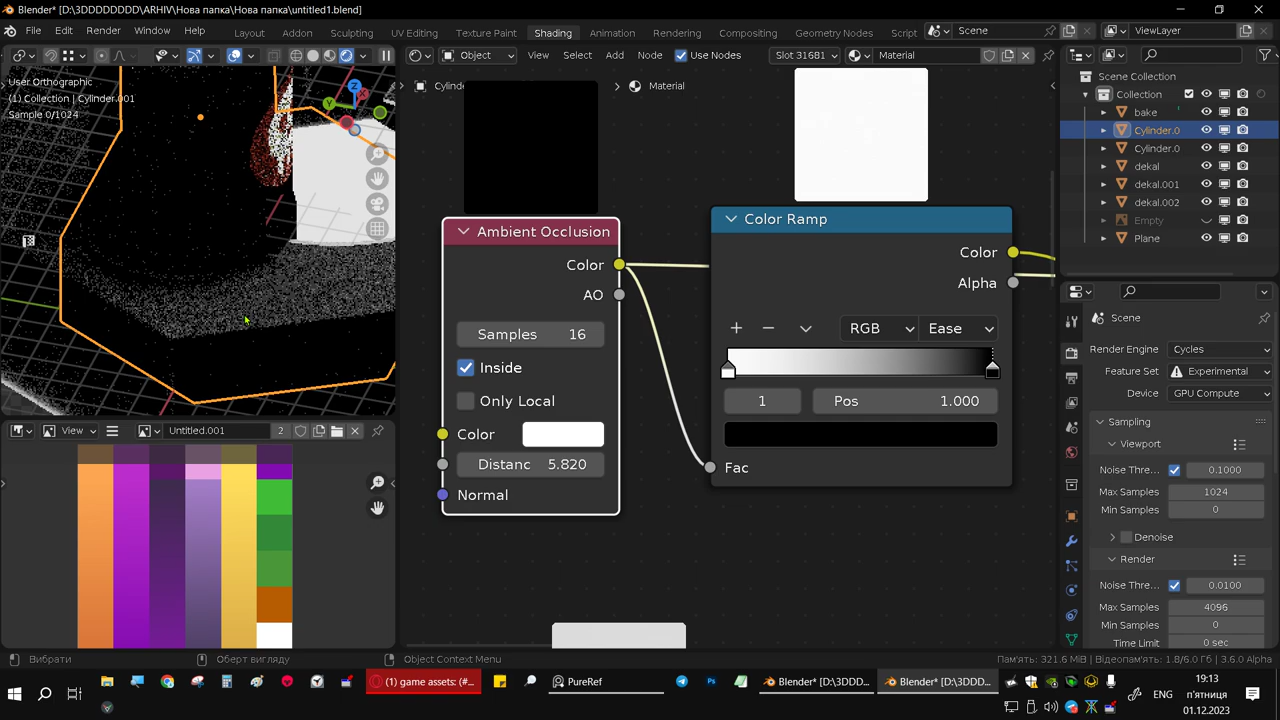 Blender* [D:\3DDDDDDDD\ARHIV\Нова папка\Нова папка\untitled1.blend]
File Edit Render Window Help Layout Adon Sculpting UV Editing Shading Texture Paint Animation Rendering Compositing Geometry Nodes Script Scene ViewLayer
Object View Select Add Node Use Nodes Slot 316B1 Material
User Orthographic
(1) Collection | Cylinder.001
Sample 0/1024
Material
Ambient Occlusion
Color
AO
Samples 16
Inside
Only Local
Color
Distanc 5.820
Normal
Color Ramp
Color
Alpha
RGB Ease
1 Pos 1.000
Fac
View Untitled.001 2
Scene Collection
Collection
bake
Cylinder.0
Cylinder.0
dekal
dekal.001
dekal.002
Empty
Plane
Scene
Render Engine Cycles
Feature Set Experimental
Device GPU Compute
Sampling
Viewport
Noise Thre… 0.1000
Max Samples 1024
Min Samples 0
Denoise
Render
Noise Thre… 0.0100
Max Samples 4096
Min Samples 0
Time Limit 0 sec
Вибрати Оберт вигляду Object Context Menu Пам'ять: 321.6 MiB | Відеопам'ять: 1.8/6.0 Гб | 3.6.0 Alpha
(1) game assets: (#... PureRef Blender* [D:\3DDD... Blender* [D:\3DDD...
19:13
ENG п'ятниця
01.12.2023